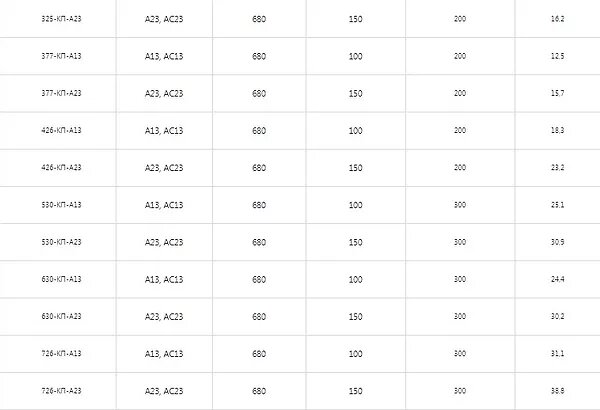 325-КП-А23 А23, АС23 680 150 200 16,2
377-КП-А13 А13, АС13 680 100 200 12,5
377-КП-А23 А23, АС23 680 150 200 15,7
426-КП-А13 А13, АС13 680 100 200 18,3
426-КП-А23 А23, АС23 680 150 200 23,2
530-КП-А13 А13, АС13 680 100 300 25,1
530-КП-А23 А23, АС23 680 150 300 30,9
630-КП-А13 А13, АС13 680 100 300 24,4
630-КП-А23 А23, АС23 680 150 300 30,2
726-КП-А13 А13, АС13 680 100 300 31,1
726-КП-А23 А23, АС23 680 150 300 38,8